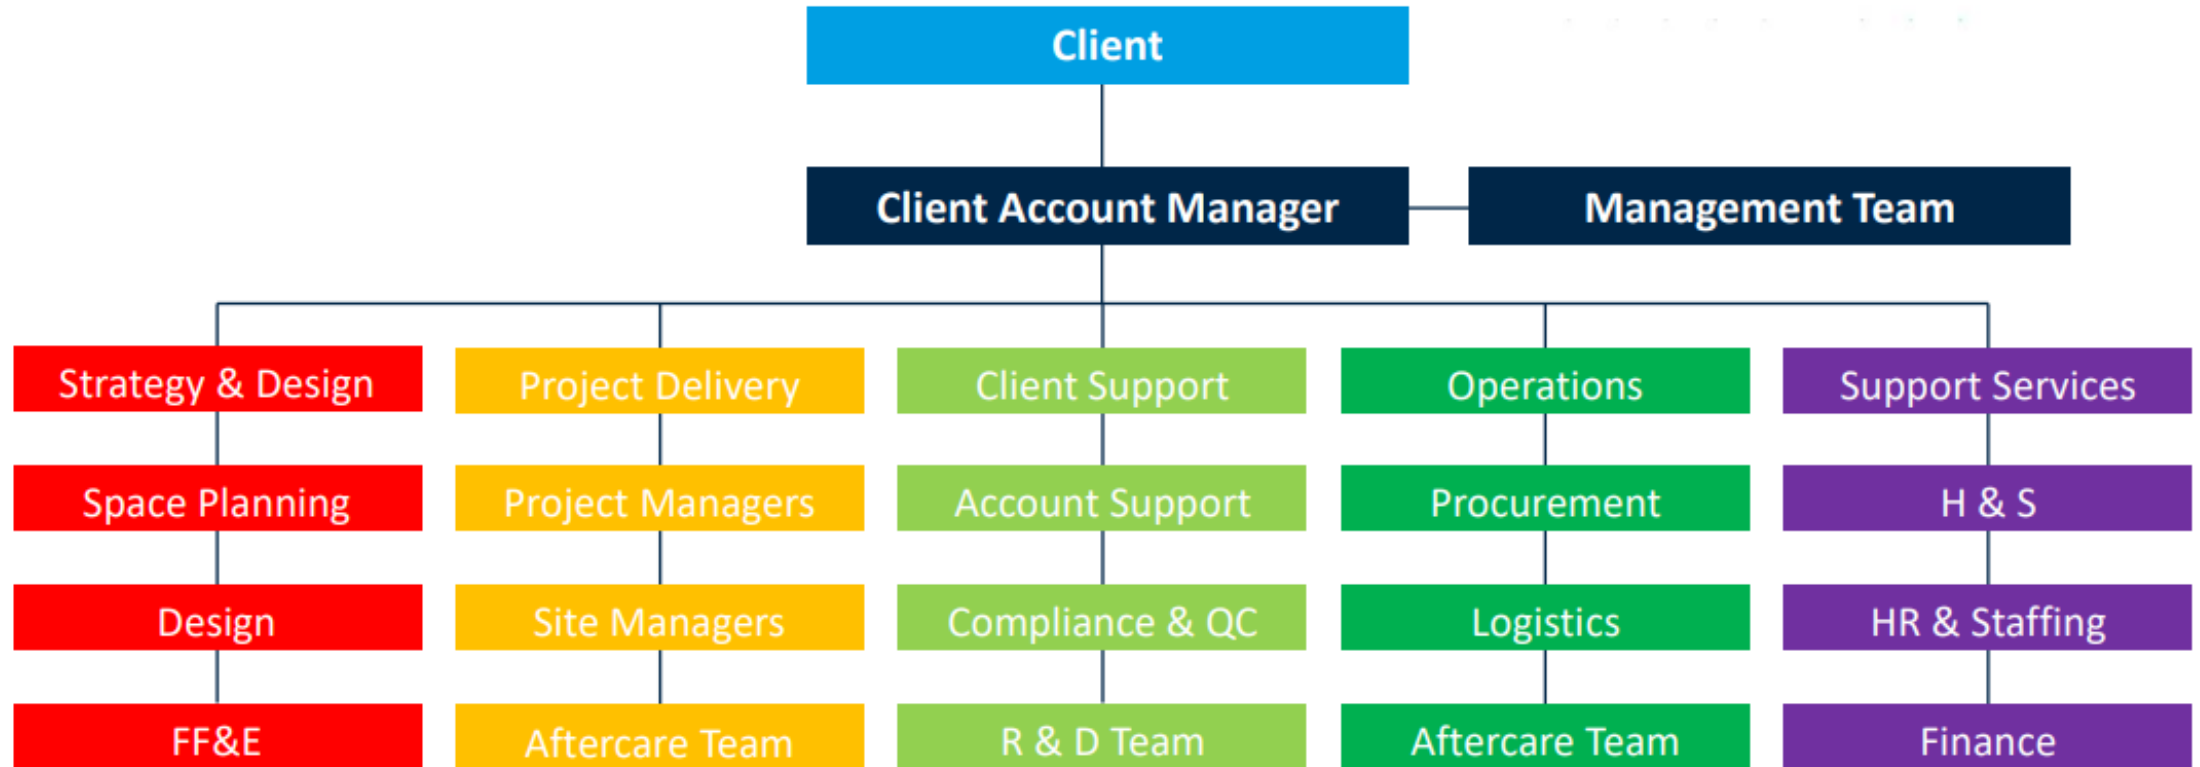 Client
Client Account Manager
Management Team
Strategy & Design
Project Delivery
Client Support
Operations
Support Services
Space Planning
Project Managers
Account Support
Procurement
H & S
Design
Site Managers
Compliance & QC
Logistics
HR & Staffing
FF&E
Aftercare Team
R & D Team
Aftercare Team
Finance